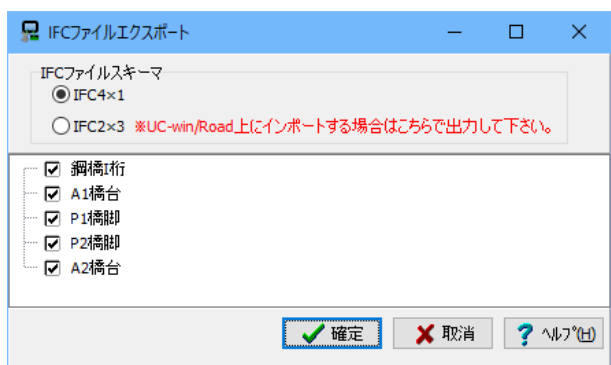 IFCファイルエクスポート
IFCファイルスキーマ
IFC4×1
IFC2×3 ※UC-win/Road上にインポートする場合はこちらで出力して下さい。
鋼橋I桁
A1橋台
P1橋脚
P2橋脚
A2橋台
確定 取消 ヘルプ(H)